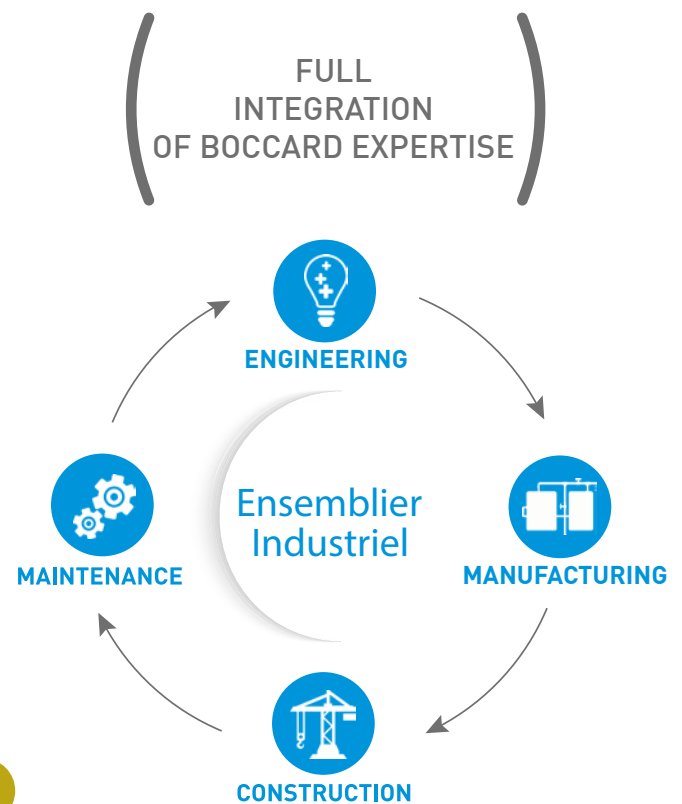 FULL
INTEGRATION
OF BOCCARD EXPERTISE
ENGINEERING
Ensemblier
Industriel
MAINTENANCE
MANUFACTURING
CONSTRUCTION